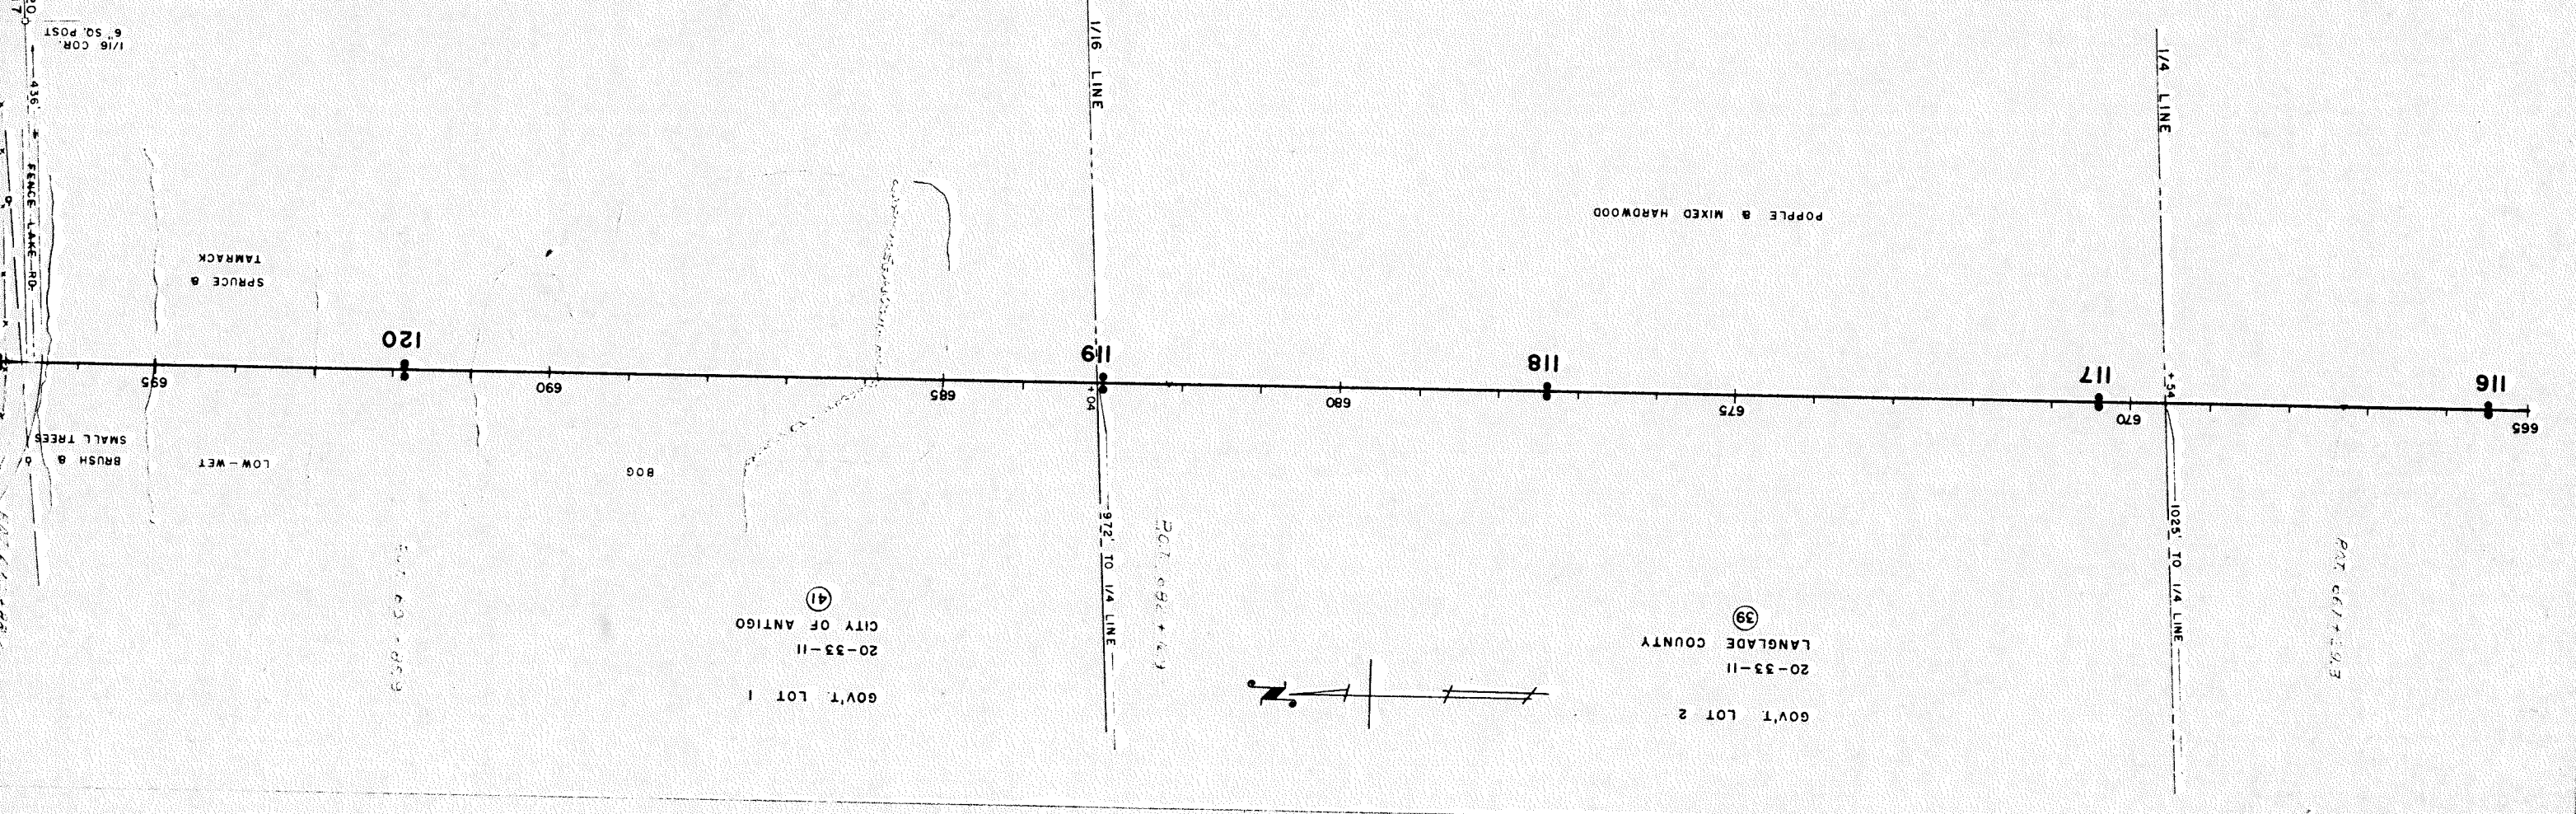 665
116
+ 54
670
117
675
118
680
04
119
685
690
120
695
1/4 LINE
1025' TO 1/4 LINE
1/16 LINE
972' TO 1/4 LINE
GOV'T. LOT 2
20-33-11
LANGLADE COUNTY
39
POPPLE & MIXED HARDWOOD
GOV'T. LOT 1
20-33-11
CITY OF ANTIGO
41
BOG
LOW-WET
SPRUCE &
TAMRACK
BRUSH &
SMALL TREES
FENCE LAKE RD.
436'
1/16 COR.
6" SQ. POST
20
N